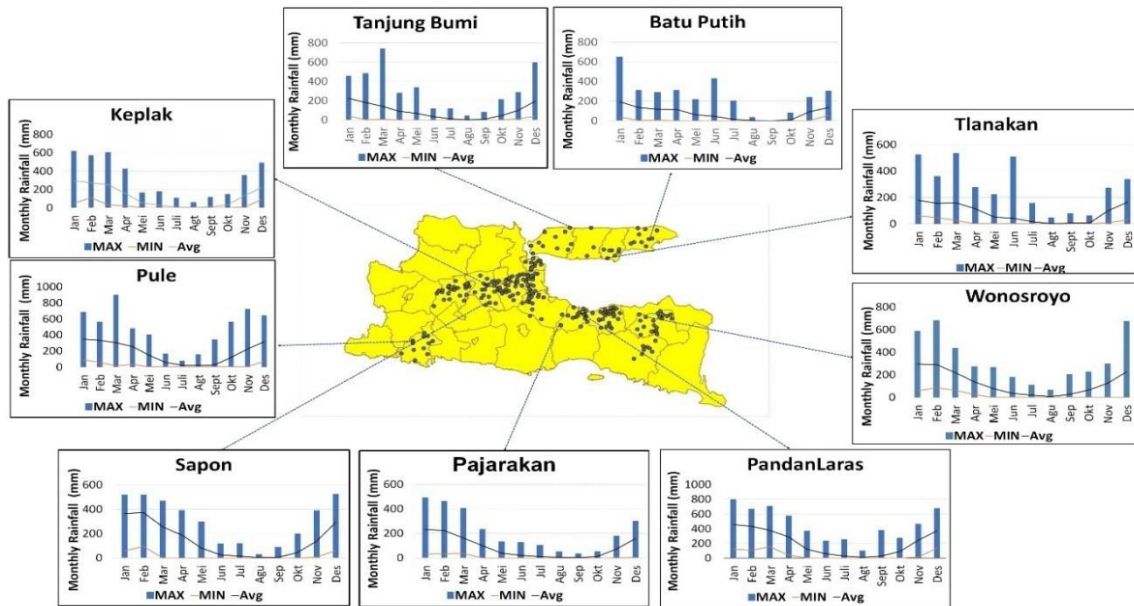 Tanjung Bumi
Monthly Rainfall (mm)
800
600
400
200
0
Jan Feb Mar Apr Mei Jun Jul Agu Sep Okt Nov Des
MAX MIN Avg
Batu Putih
Monthly Rainfall (mm)
800
600
400
200
0
Jan Feb Mar Apr Mei Jun Jul Agu Sep Okt Nov Des
MAX MIN Avg
Keplak
Monthly Rainfall (mm)
800
600
400
200
0
Jan Feb Mar Apr Mei Jun Juli Agt Sept Okt Nov Des
MAX MIN Avg
Tlanakan
Monthly Rainfall (mm)
600
400
200
0
Jan Feb Mar Apr Mei Jun Juli Agt Sept Okt Nov Des
MAX MIN Avg
Pule
Monthly Rainfall (mm)
1000
800
600
400
200
0
Jan Feb Mar Apr Mei Jun Juli Agt Sept Okt Nov Des
MAX MIN Avg
Wonosroyo
Monthly Rainfall (mm)
800
600
400
200
0
Jan Feb Mar Apr Mei Jun Jul Agu Sep Okt Nov Des
MAX MIN Avg
Sapon
Monthly Rainfall (mm)
600
400
200
0
Jan Feb Mar Apr Mei Jun Jul Agu Sep Okt Nov Des
MAX MIN Avg
Pajarakan
Monthly Rainfall (mm)
600
400
200
0
Jan Feb Mar Apr Mei Jun Jul Agu Sep Okt Nov Des
MAX MIN Avg
PandanLaras
Monthly Rainfall (mm)
1000
800
600
400
200
0
Jan Feb Mar Apr Mei Jun Juli Agt Sept Okt Nov Des
MAX MIN Avg